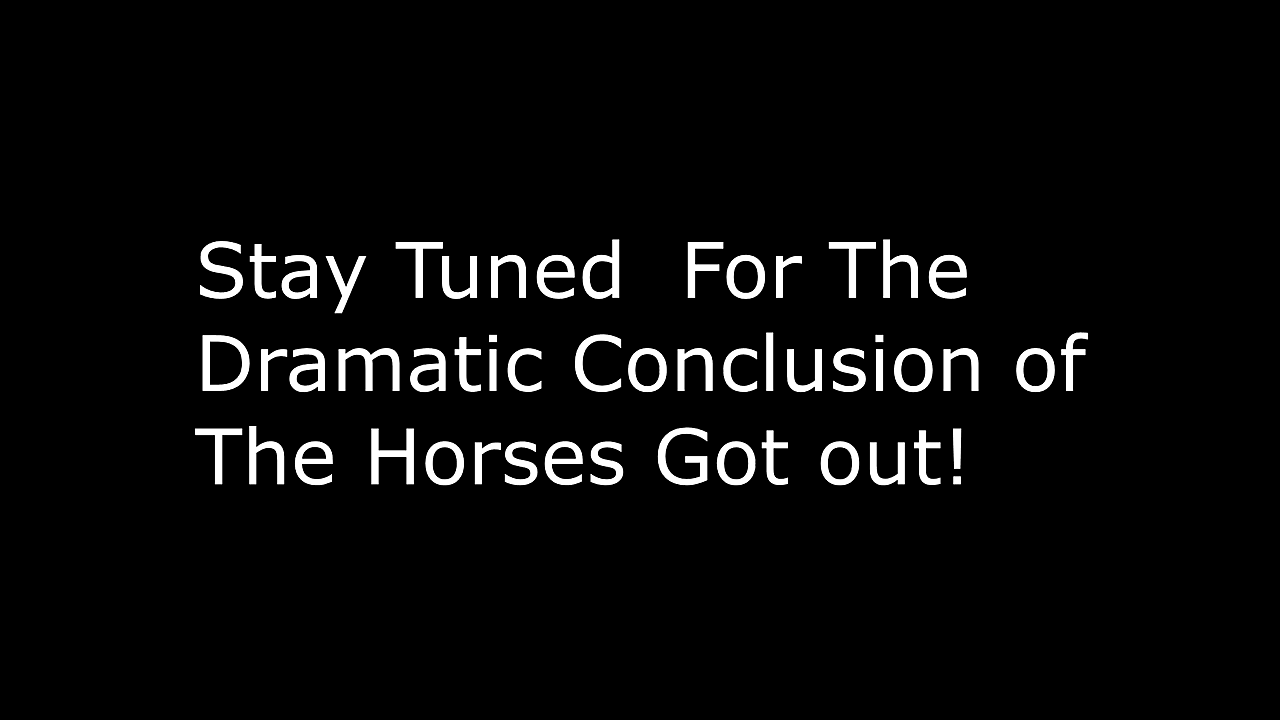 Stay Tuned  For The
Dramatic Conclusion of
The Horses Got out!